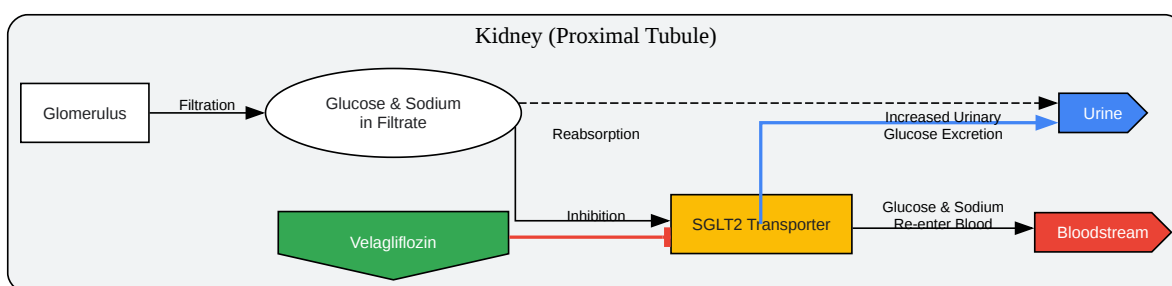 Kidney (Proximal Tubule)
Glomerulus
Filtration
Glucose & Sodium
in Filtrate
Reabsorption
Increased Urinary
Glucose Excretion
Urine
Velagliflozin
Inhibition
SGLT2 Transporter
Glucose & Sodium
Re-enter Blood
Bloodstream